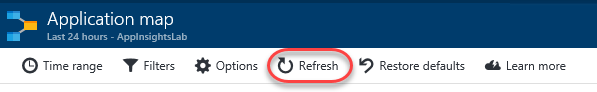 Application map
Last 24 hours - AppInsightsLab
Time range Filters Options Refresh Restore defaults Learn more